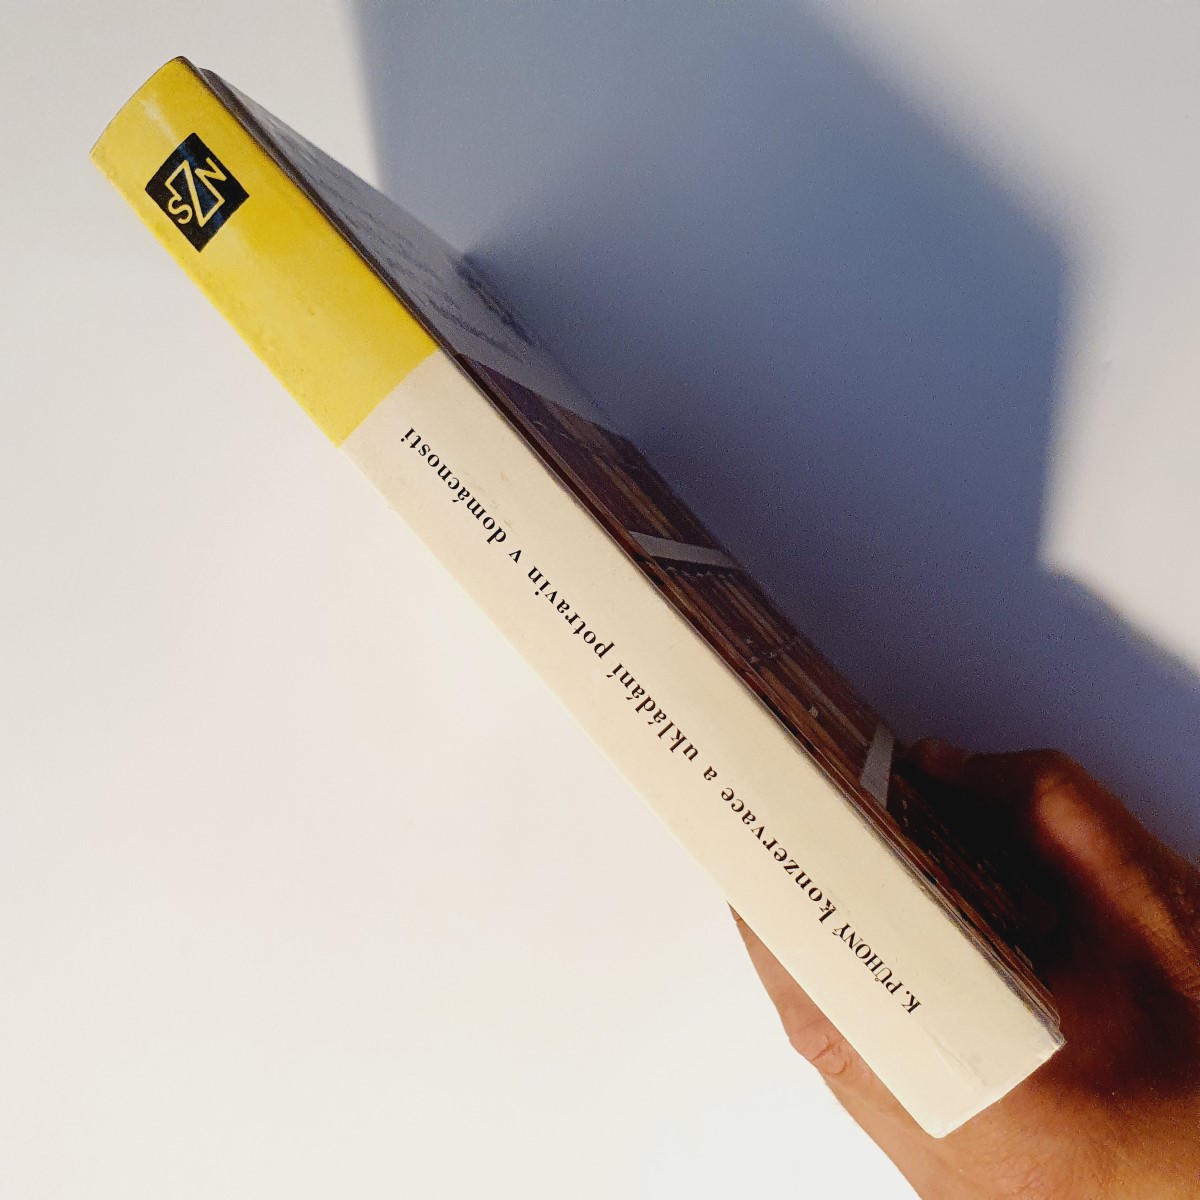 K. PŮHONÝ konzervace a ukládání potravin v domácnosti
SZN